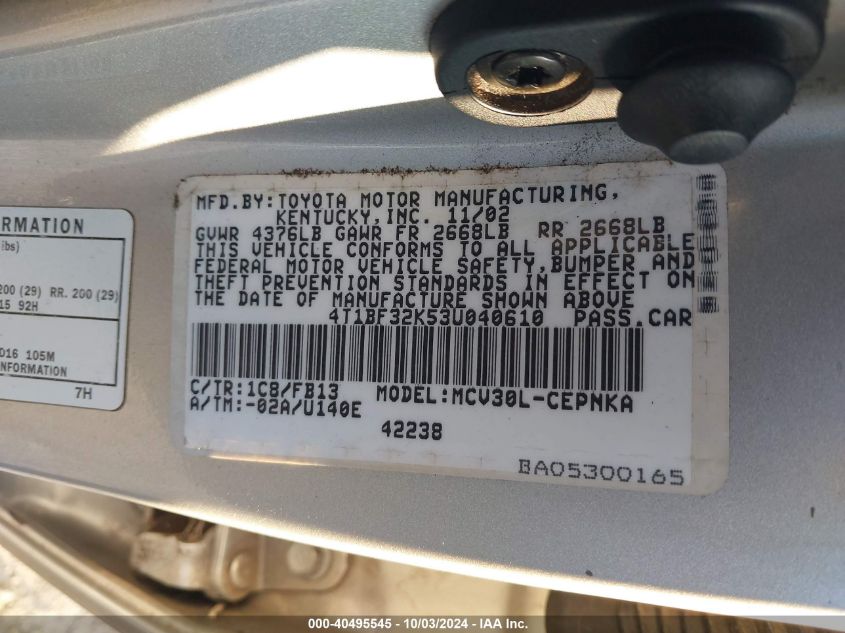 MFD.BY:TOYOTA MOTOR MANUFACTURING,
KENTUCKY,INC. 11/02
GVWR 4376LB GAWR FR 2668LB RR 2668LB
THIS VEHICLE CONFORMS TO ALL APPLICABLE
FEDERAL MOTOR VEHICLE SAFETY,BUMPER AND
THEFT PREVENTION STANDARDS IN EFFECT ON
THE DATE OF MANUFACTURE SHOWN ABOVE
4T1BF32K53U040610 PASS.CAR
C/TR:1C8/FB13 MODEL:MCV30L-CEPNKA
A/TM:-02A/U140E
42238
BA05300165
ORMATION
lbs)
200 (29) RR. 200 (29)
15 92H
D16 105M
INFORMATION
7H
000-40495545 - 10/03/2024 - IAA Inc.